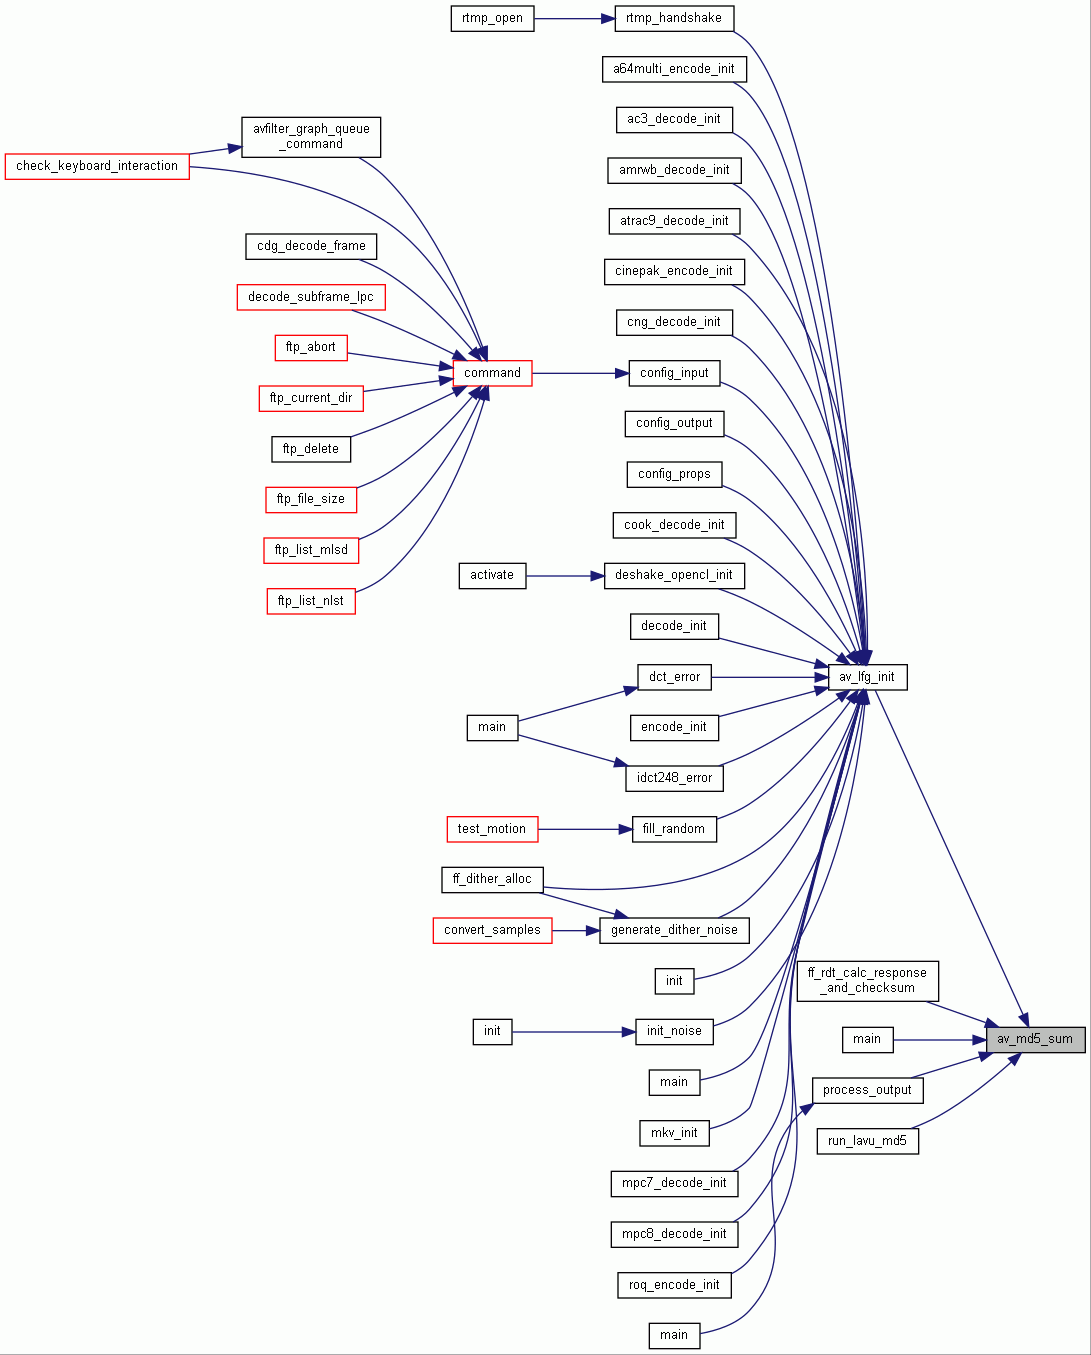 rtmp_open
rtmp_handshake
a64multi_encode_init
ac3_decode_init
avfilter_graph_queue
_command
check_keyboard_interaction
amrwb_decode_init
atrac9_decode_init
cdg_decode_frame
cinepak_encode_init
decode_subframe_lpc
cng_decode_init
ftp_abort
command
config_input
ftp_current_dir
config_output
ftp_delete
config_props
ftp_file_size
cook_decode_init
ftp_list_mlsd
activate
deshake_opencl_init
ftp_list_nlst
decode_init
dct_error
av_lfg_init
main
encode_init
idct248_error
test_motion
fill_random
ff_dither_alloc
convert_samples
generate_dither_noise
init
ff_rdt_calc_response
_and_checksum
init
init_noise
main
av_md5_sum
main
process_output
mkv_init
run_lavu_md5
mpc7_decode_init
mpc8_decode_init
roq_encode_init
main